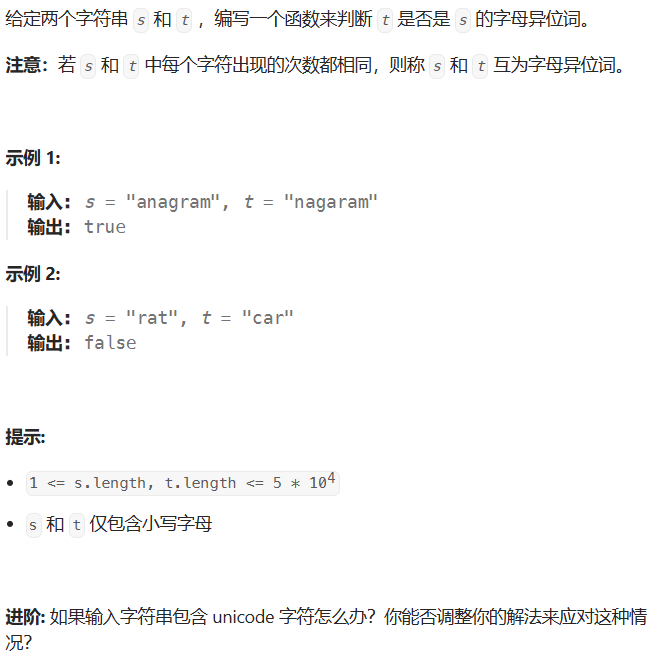 给定两个字符串 s 和 t ，编写一个函数来判断 t 是否是 s 的字母异位词。
注意：若 s 和 t 中每个字符出现的次数都相同，则称 s 和 t 互为字母异位词。
示例 1:
输入: s = "anagram", t = "nagaram"
输出: true
示例 2:
输入: s = "rat", t = "car"
输出: false
提示:
• 1 <= s.length, t.length <= 5 * 10⁴
• s 和 t 仅包含小写字母
进阶: 如果输入字符串包含 unicode 字符怎么办？你能否调整你的解法来应对这种情
况？